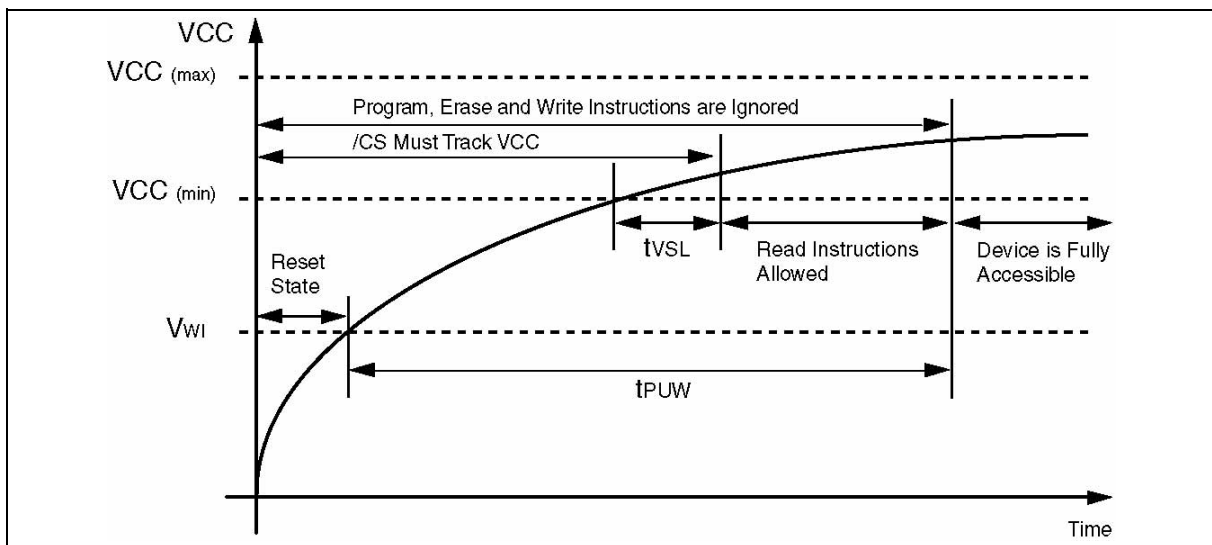 VCC
VCC (max)
Program, Erase and Write Instructions are Ignored
/CS Must Track VCC
VCC (min)
tVSL
Read Instructions
Allowed
Device is Fully
Accessible
Reset
State
VWI
tPUW
Time